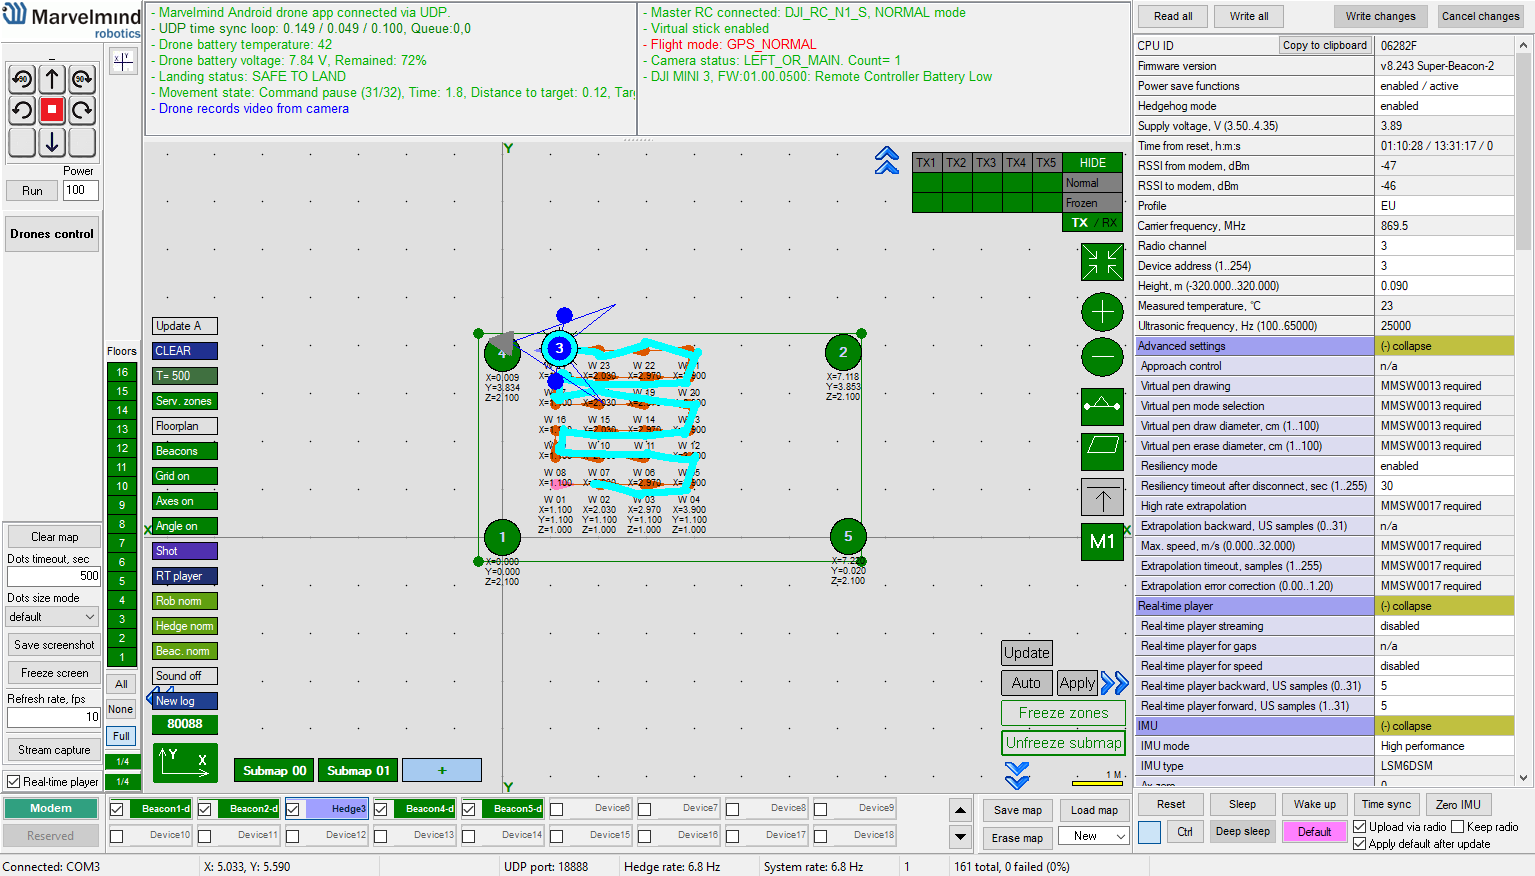 Marvelmind
robotics
- Marvelmind Android drone app connected via UDP.
- UDP time sync loop: 0.149 / 0.049 / 0.100, Queue:0,0
- Drone battery temperature: 42
- Drone battery voltage: 7.84 V, Remained: 72%
- Landing status: SAFE TO LAND
- Movement state: Command pause (31/32), Time: 1.8, Distance to target: 0.12, Tar
- Drone records video from camera
- Master RC connected: DJI_RC_N1_S, NORMAL mode
- Virtual stick enabled
- Flight mode: GPS_NORMAL
- Camera status: LEFT_OR_MAIN. Count= 1
- DJI MINI 3, FW:01.00.0500: Remote Controller Battery Low
Read all Write all Write changes Cancel changes
CPU ID Copy to clipboard 06282F
Firmware version v8.243 Super-Beacon-2
Power save functions enabled / active
Hedgehog mode enabled
Supply voltage, V (3.50..4.35) 3.89
Time from reset, h:m:s 01:10:28 / 13:31:17 / 0
RSSI from modem, dBm -47
RSSI to modem, dBm -46
Profile EU
Carrier frequency, MHz 869.5
Radio channel 3
Device address (1..254) 3
Height, m (-320.000..320.000) 0.090
Measured temperature, °C 23
Ultrasonic frequency, Hz (100..65000) 25000
Advanced settings (-) collapse
Approach control n/a
Virtual pen drawing MMSW0013 required
Virtual pen mode selection MMSW0013 required
Virtual pen draw diameter, cm (1..100) MMSW0013 required
Virtual pen erase diameter, cm (1..100) MMSW0013 required
Resiliency mode enabled
Resiliency timeout after disconnect, sec (1..255) 30
High rate extrapolation MMSW0017 required
Extrapolation backward, US samples (0..31) n/a
Max. speed, m/s (0.000..32.000) MMSW0017 required
Extrapolation timeout, samples (1..255) MMSW0017 required
Extrapolation error correction (0.00..1.20) MMSW0017 required
Real-time player (-) collapse
Real-time player streaming disabled
Real-time player for gaps n/a
Real-time player for speed disabled
Real-time player backward, US samples (0..31) 5
Real-time player forward, US samples (1..31) 5
IMU (-) collapse
IMU mode High perfomance
IMU type LSM6DSM
90 90
Power
Run 100
Drones control
Clear map
Dots timeout, sec
500
Dots size mode
default
Save screenshot
Freeze screen
Refresh rate, fps
10
Stream capture
Real-time player
Floors
16
15
14
13
12
11
10
9
8
7
6
5
4
3
2
1
All
None
Full
1/4
1/4
Update A
CLEAR
T= 500
Serv. zones
Floorplan
Beacons
Grid on
Axes on
Angle on
Shot
RT player
Rob norm
Hedge norm
Beac. norm
Sound off
New log
80088
Y X
Y
TX1 TX2 TX3 TX4 TX5 HIDE
Normal
Frozen
TX / RX
4 3 2
X=0.009
Y=3.834
Z=2.100
X=7.118
Y=3.853
Z=2.100
W 23 W 22
W 19 W 20
W 16 W 15 W 14
W 10 W 11 W 12
W 08 W 07 W 06
W 01 W 02 W 03 W 04
X=1.100 X=2.030 X=2.970 X=3.900
Y=1.100 Y=1.100 Y=1.100 Y=1.100
Z=1.000 Z=1.000 Z=1.000 Z=1.000
X X
1 5
X=0.000
Y=0.000
Z=2.100
Y=0.020
Z=2.100
M1
Update
Auto Apply
Freeze zones
Unfreeze submap
1 M
Y
Submap 00 Submap 01 +
Modem Beacon1-d Beacon2-d Hedge3 Beacon4-d Beacon5-d Device6 Device7 Device8 Device9
Reserved Device10 Device11 Device12 Device13 Device14 Device15 Device16 Device17 Device18
Save map Load map
Erase map New
Reset Sleep Wake up Time sync Zero IMU
Ctrl Deep sleep Default Upload via radio Keep radio
Apply default after update
Connected: COM3 X: 5.033, Y: 5.590 UDP port: 18888 Hedge rate: 6.8 Hz System rate: 6.8 Hz 1 161 total, 0 failed (0%)